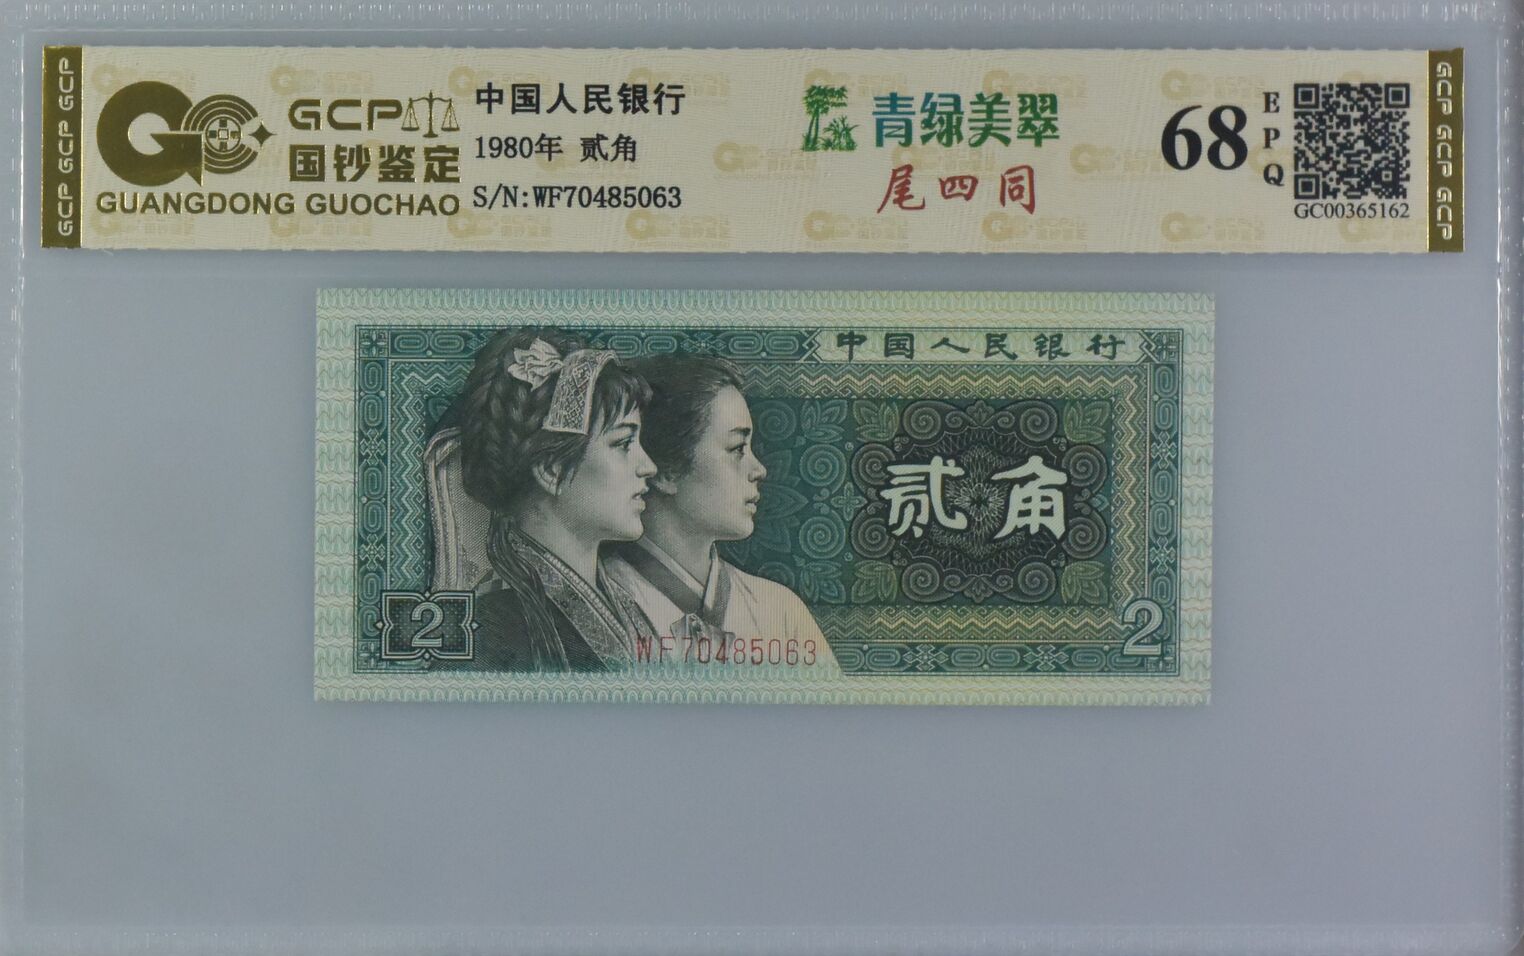 GCP GCP GCP
GCP
国钞鉴定
GUANGDONG GUOCHAO
中国人民银行
1980年 贰角
S/N:WF70485063
青绿美翠
尾四同
68
EPQ
GC00365162
GCP GCP GCP
中国人民银行
贰角
2
WF70485063
2